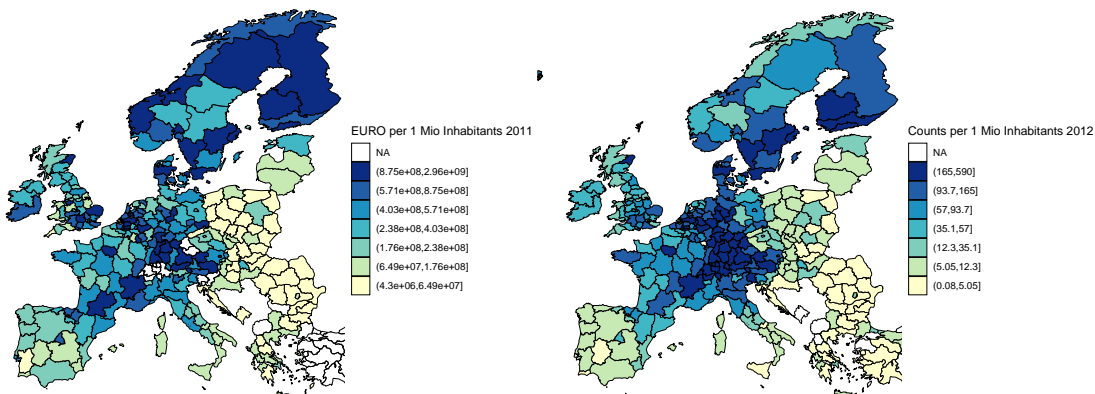 EURO per 1 Mio Inhabitants 2011
NA
(8.75e+08,2.96e+09]
(5.71e+08,8.75e+08]
(4.03e+08,5.71e+08]
(2.38e+08,4.03e+08]
(1.76e+08,2.38e+08]
(6.49e+07,1.76e+08]
(4.3e+06,6.49e+07]
Counts per 1 Mio Inhabitants 2012
NA
(165,590]
(93.7,165]
(57,93.7]
(35.1,57]
(12.3,35.1]
(5.05,12.3]
(0.08,5.05]